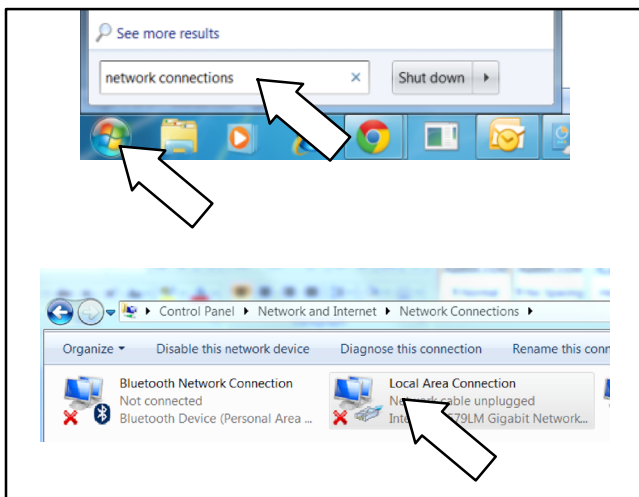 See more results
network connections
Shut down
Control Panel Network and Internet Network Connections
Organize Disable this network device Diagnose this connection Rename this conn
Bluetooth Network Connection Local Area Connection
Not connected Network cable unplugged
Bluetooth Device (Personal Area ... 579LM Gigabit Network...